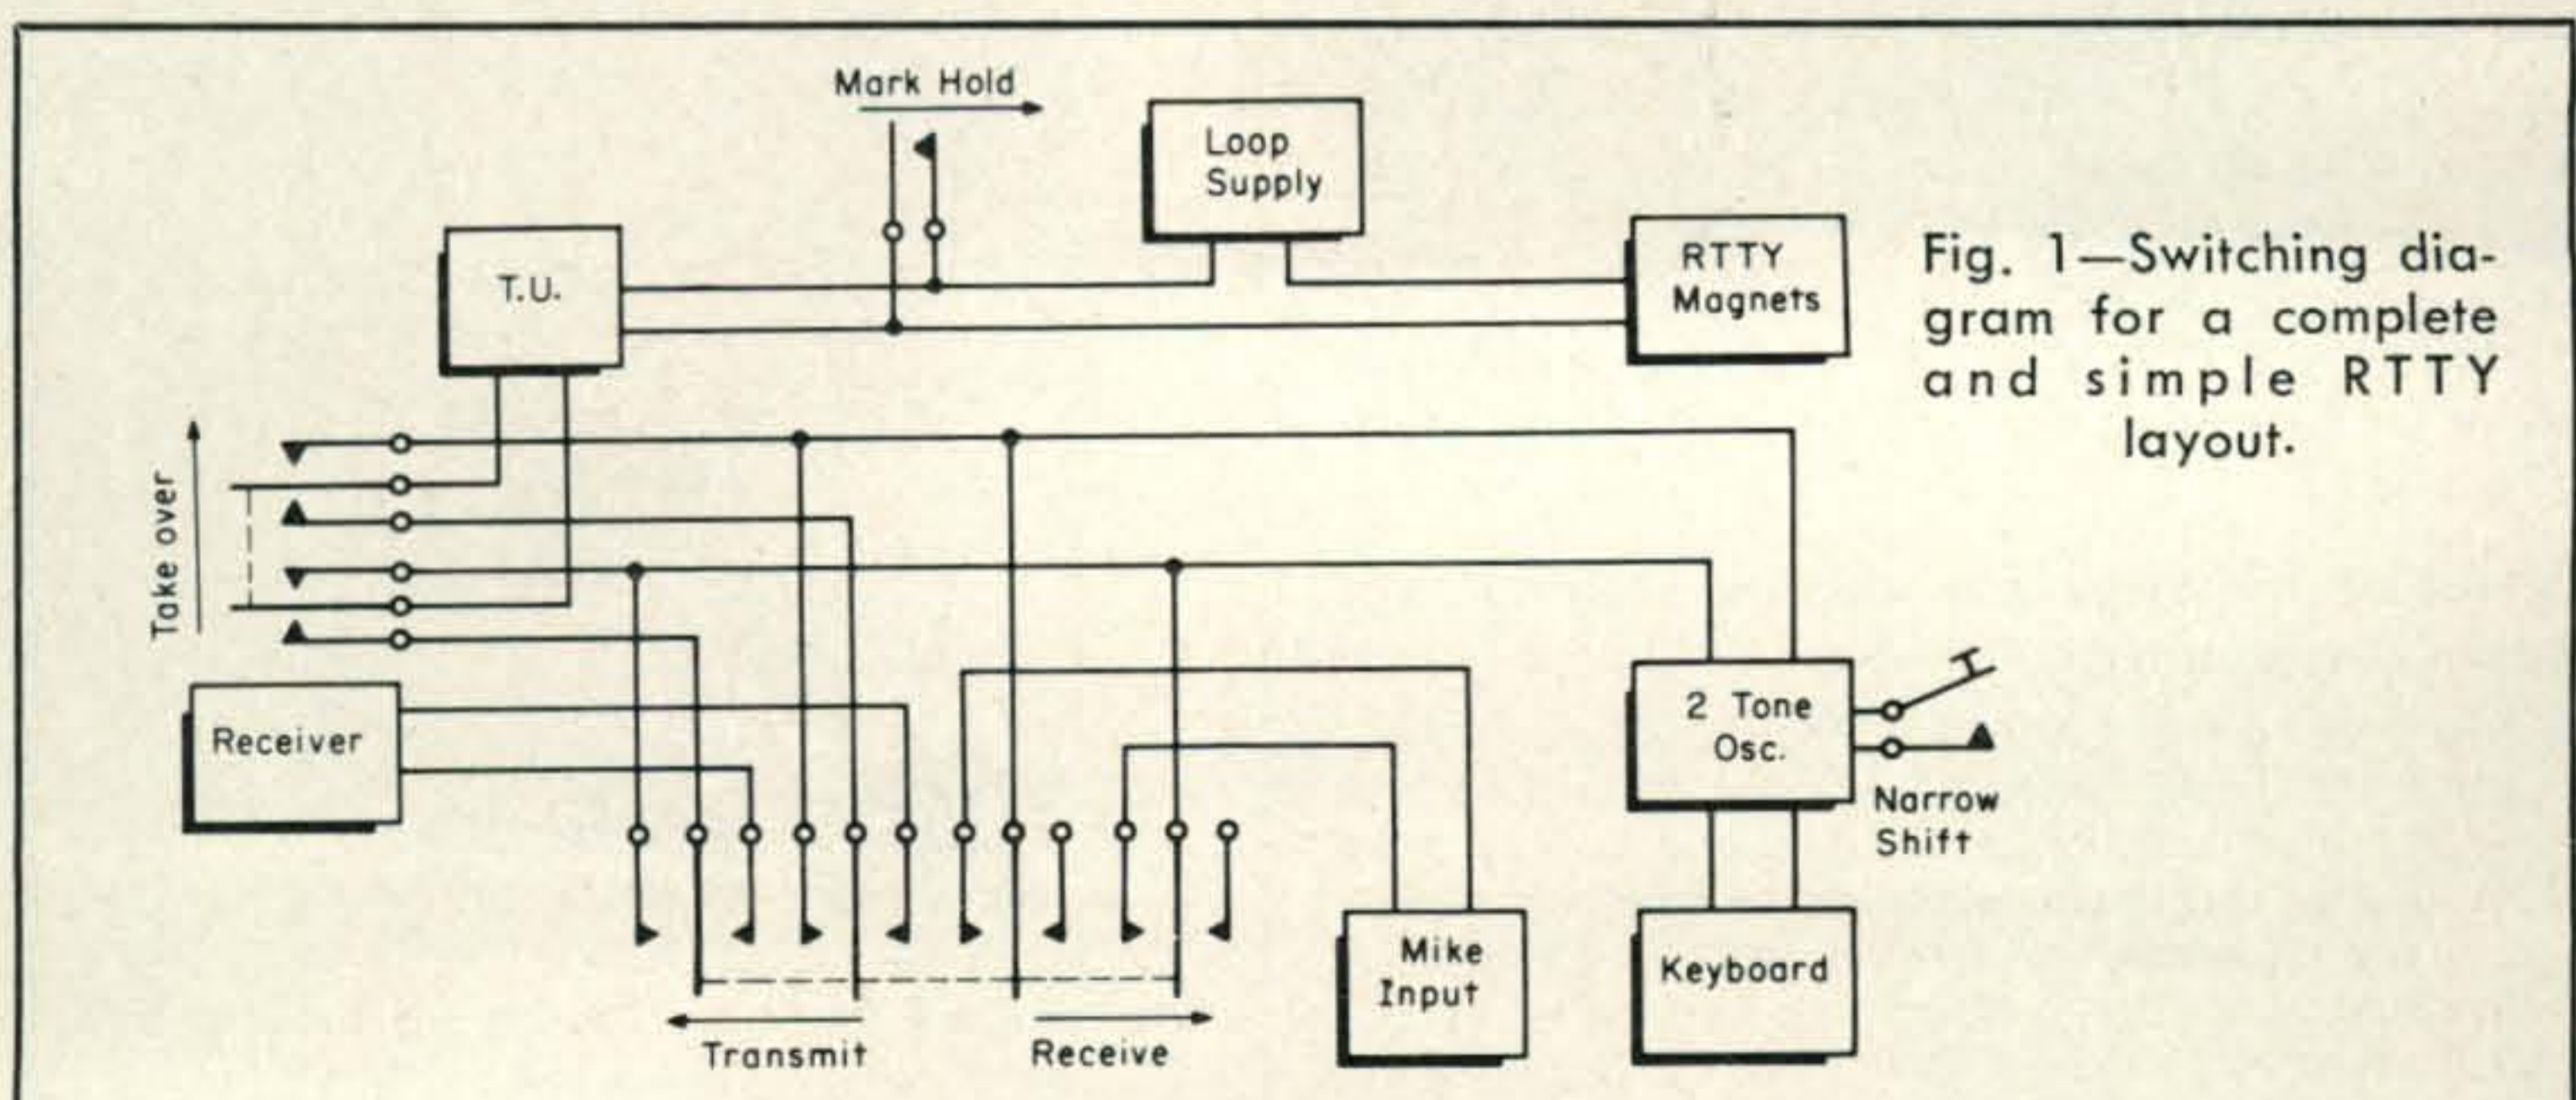 Mark Hold
Loop
Supply
RTTY
Magnets
T.U.
Fig. 1—Switching dia-
gram for a complete
and simple RTTY
layout.
Take over
Receiver
2 Tone
Osc.
Narrow
Shift
Mike
Input
Keyboard
Transmit
Receive